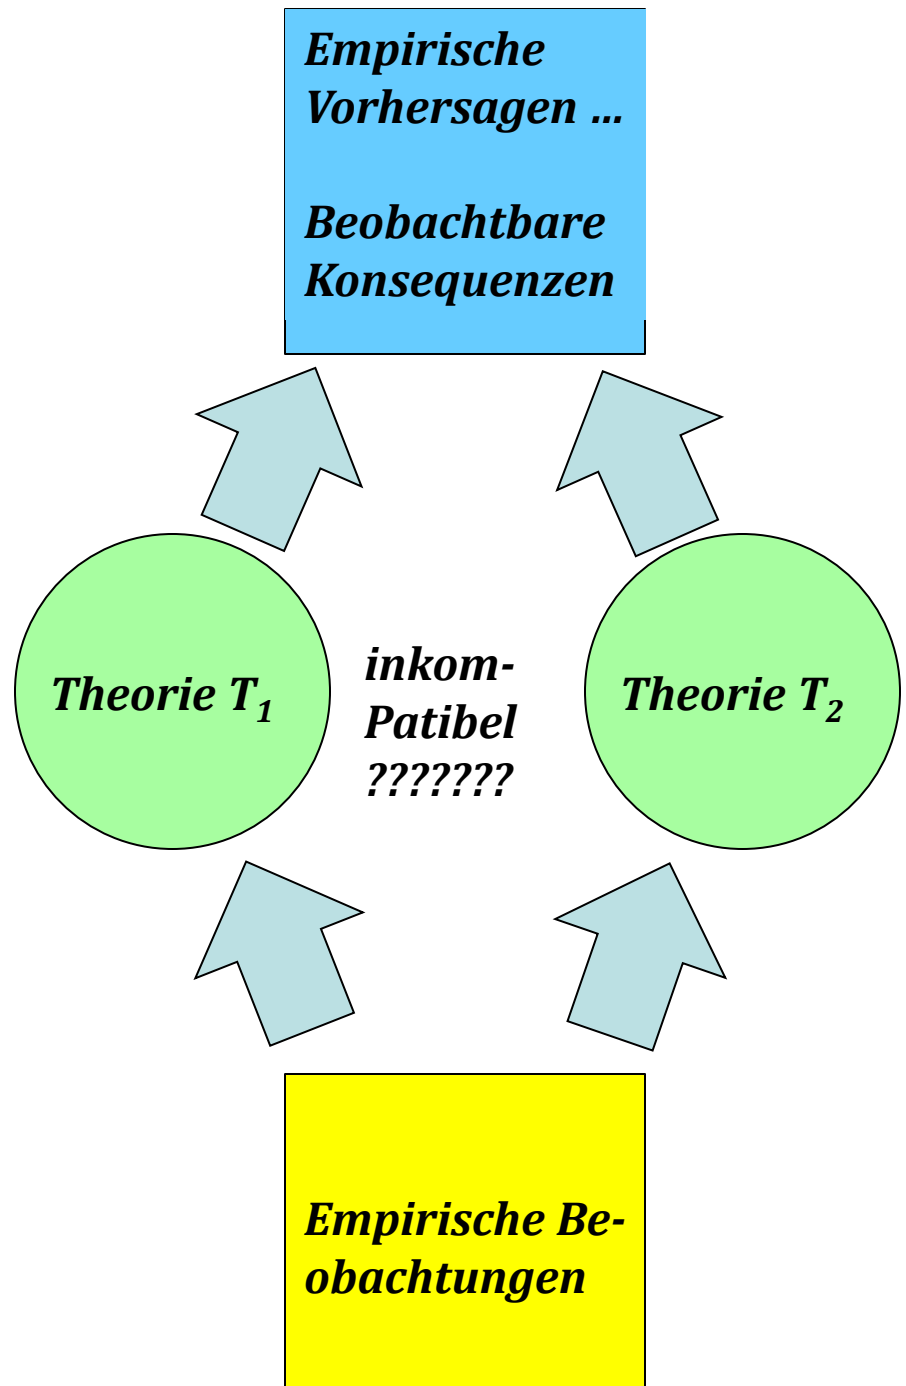 Empirische
Vorhersagen ...
Beobachtbare
Konsequenzen
Theorie T1
inkom-
Patibel
???????
Theorie T2
Empirische Be-
obachtungen